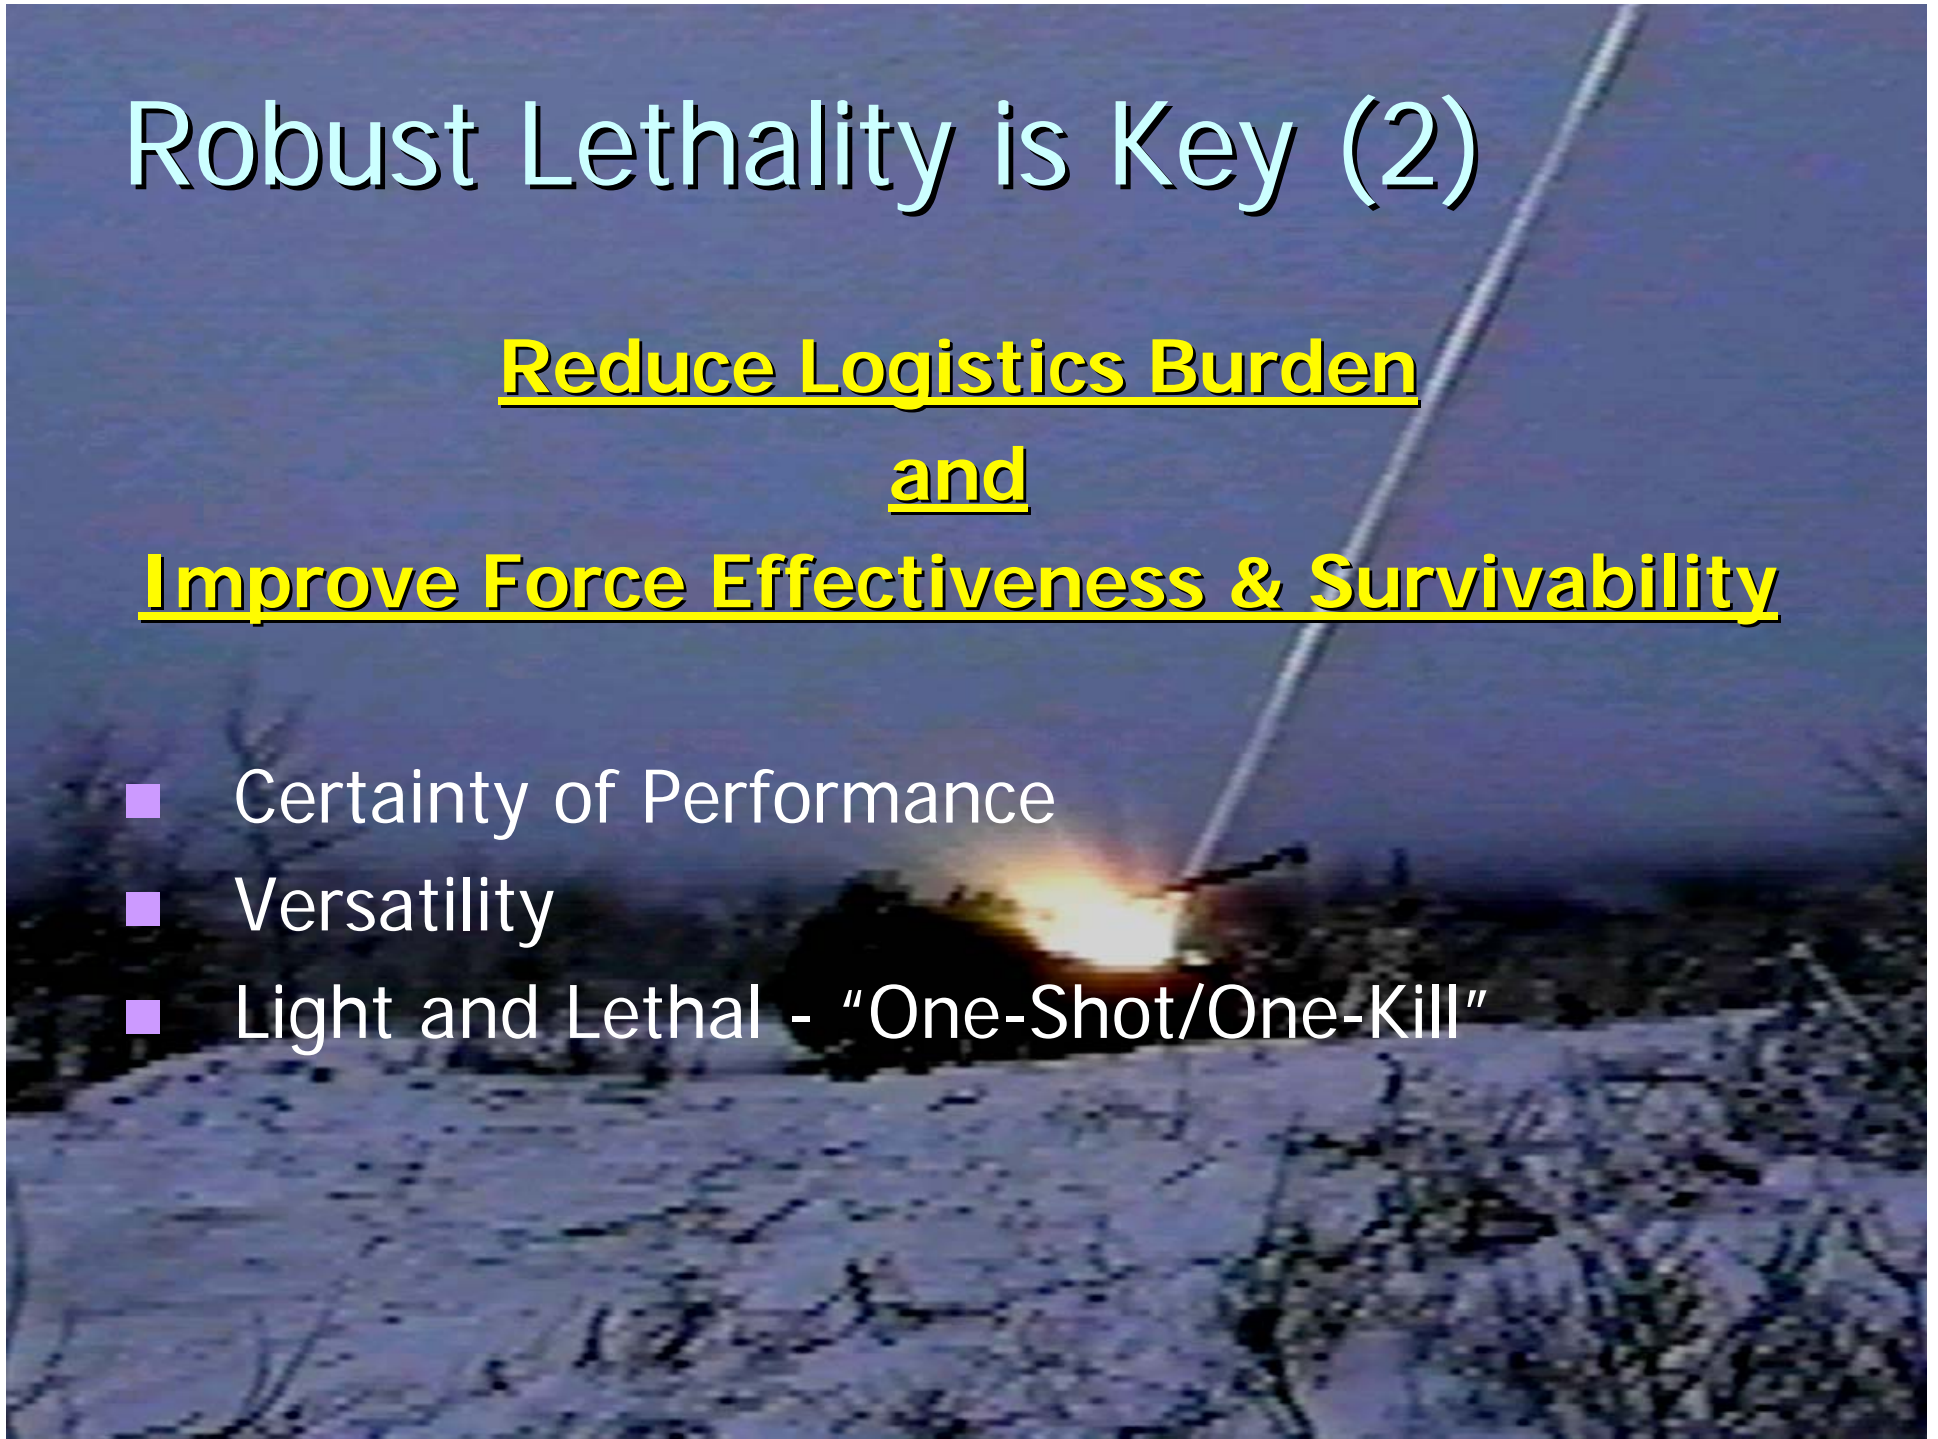 Robust Lethality is Key (2)
Reduce Logistics Burden
and
Improve Force Effectiveness & Survivability
Certainty of Performance
Versatility
Light and Lethal - “One-Shot/One-Kill”